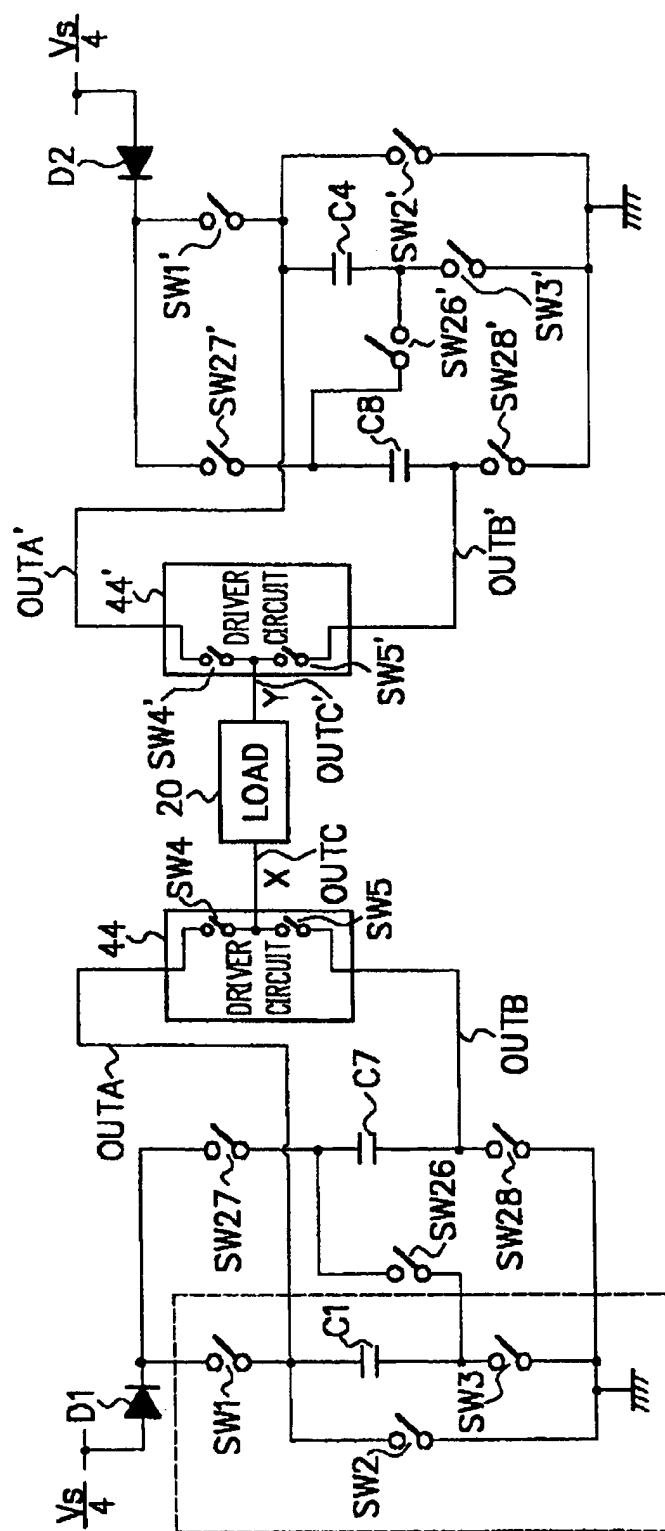 Vs
4
D1
SW1
SW2
C1
SW3
SW26
SW27
C7
SW28
OUTA
OUTB
44
DRIVER
CIRCUIT
SW4
SW5
X
OUTC
20
LOAD
Y
OUTC'
44'
DRIVER
CIRCUIT
SW4'
SW5'
OUTA'
OUTB'
SW27'
C8
SW28'
SW26'
SW1'
C4
SW2'
SW3'
D2
Vs
4